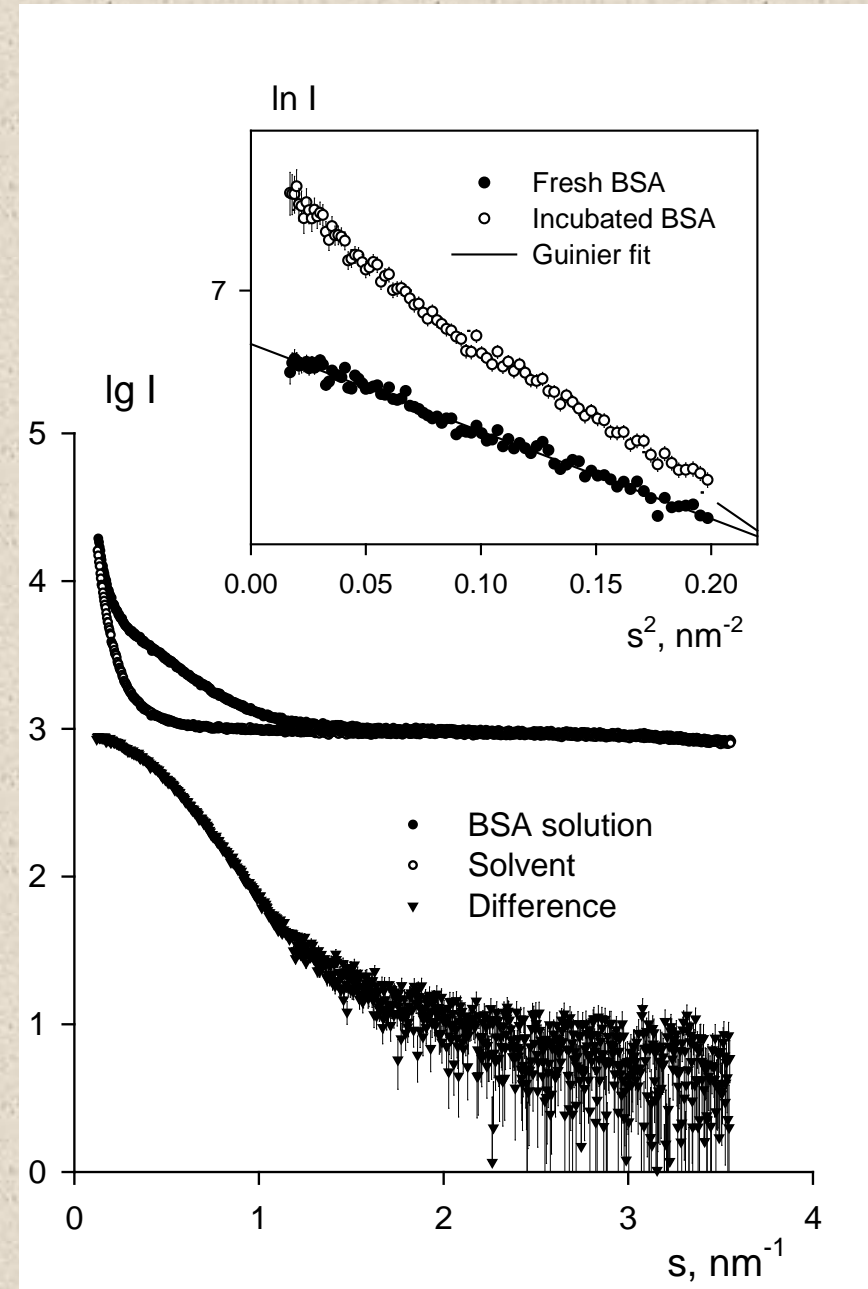 ln I
Fresh BSA
Incubated BSA
Guinier fit
7
0.00 0.05 0.10 0.15 0.20
s², nm⁻²
lg I
5
4
3
2
1
0
BSA solution
Solvent
Difference
0 1 2 3 4
s, nm⁻¹